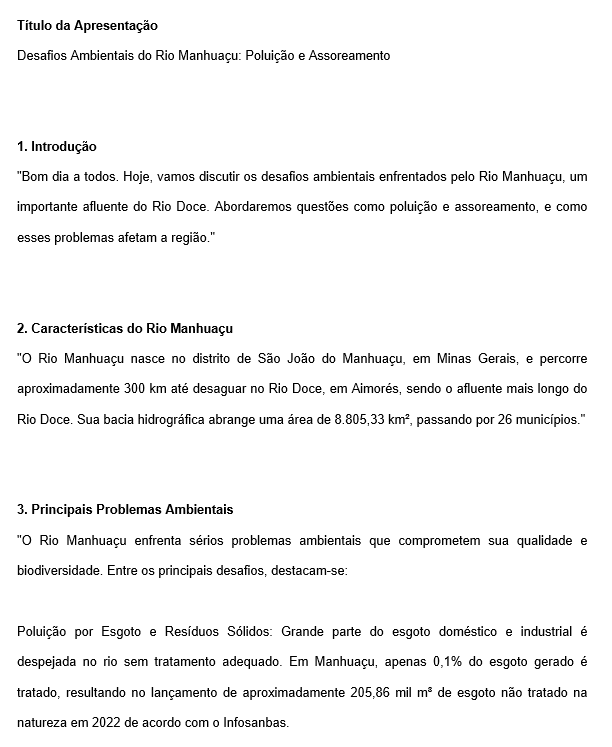 Título da Apresentação
Desafios Ambientais do Rio Manhuaçu: Poluição e Assoreamento
1. Introdução
"Bom dia a todos. Hoje, vamos discutir os desafios ambientais enfrentados pelo Rio Manhuaçu, um
importante afluente do Rio Doce. Abordaremos questões como poluição e assoreamento, e como
esses problemas afetam a região."
2. Características do Rio Manhuaçu
"O Rio Manhuaçu nasce no distrito de São João do Manhuaçu, em Minas Gerais, e percorre
aproximadamente 300 km até desaguar no Rio Doce, em Aimorés, sendo o afluente mais longo do
Rio Doce. Sua bacia hidrográfica abrange uma área de 8.805,33 km², passando por 26 municípios."
3. Principais Problemas Ambientais
"O Rio Manhuaçu enfrenta sérios problemas ambientais que comprometem sua qualidade e
biodiversidade. Entre os principais desafios, destacam-se:
Poluição por Esgoto e Resíduos Sólidos: Grande parte do esgoto doméstico e industrial é
despejada no rio sem tratamento adequado. Em Manhuaçu, apenas 0,1% do esgoto gerado é
tratado, resultando no lançamento de aproximadamente 205,86 mil m³ de esgoto não tratado na
natureza em 2022 de acordo com o Infosanbas.